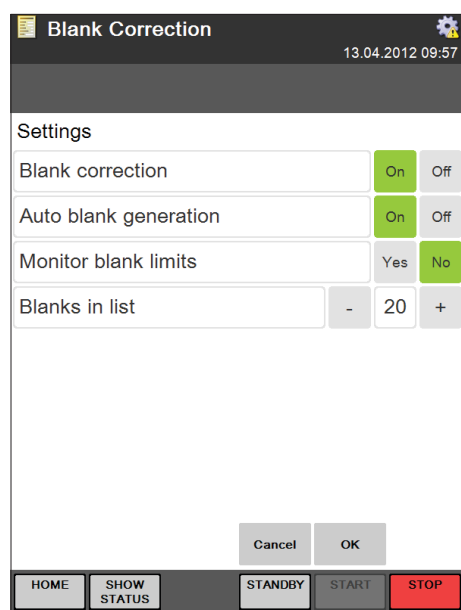 Blank Correction
13.04.2012 09:57
Settings
Blank correction On Off
Auto blank generation On Off
Monitor blank limits Yes No
Blanks in list - 20 +
Cancel OK
HOME SHOW STATUS STANDBY START STOP